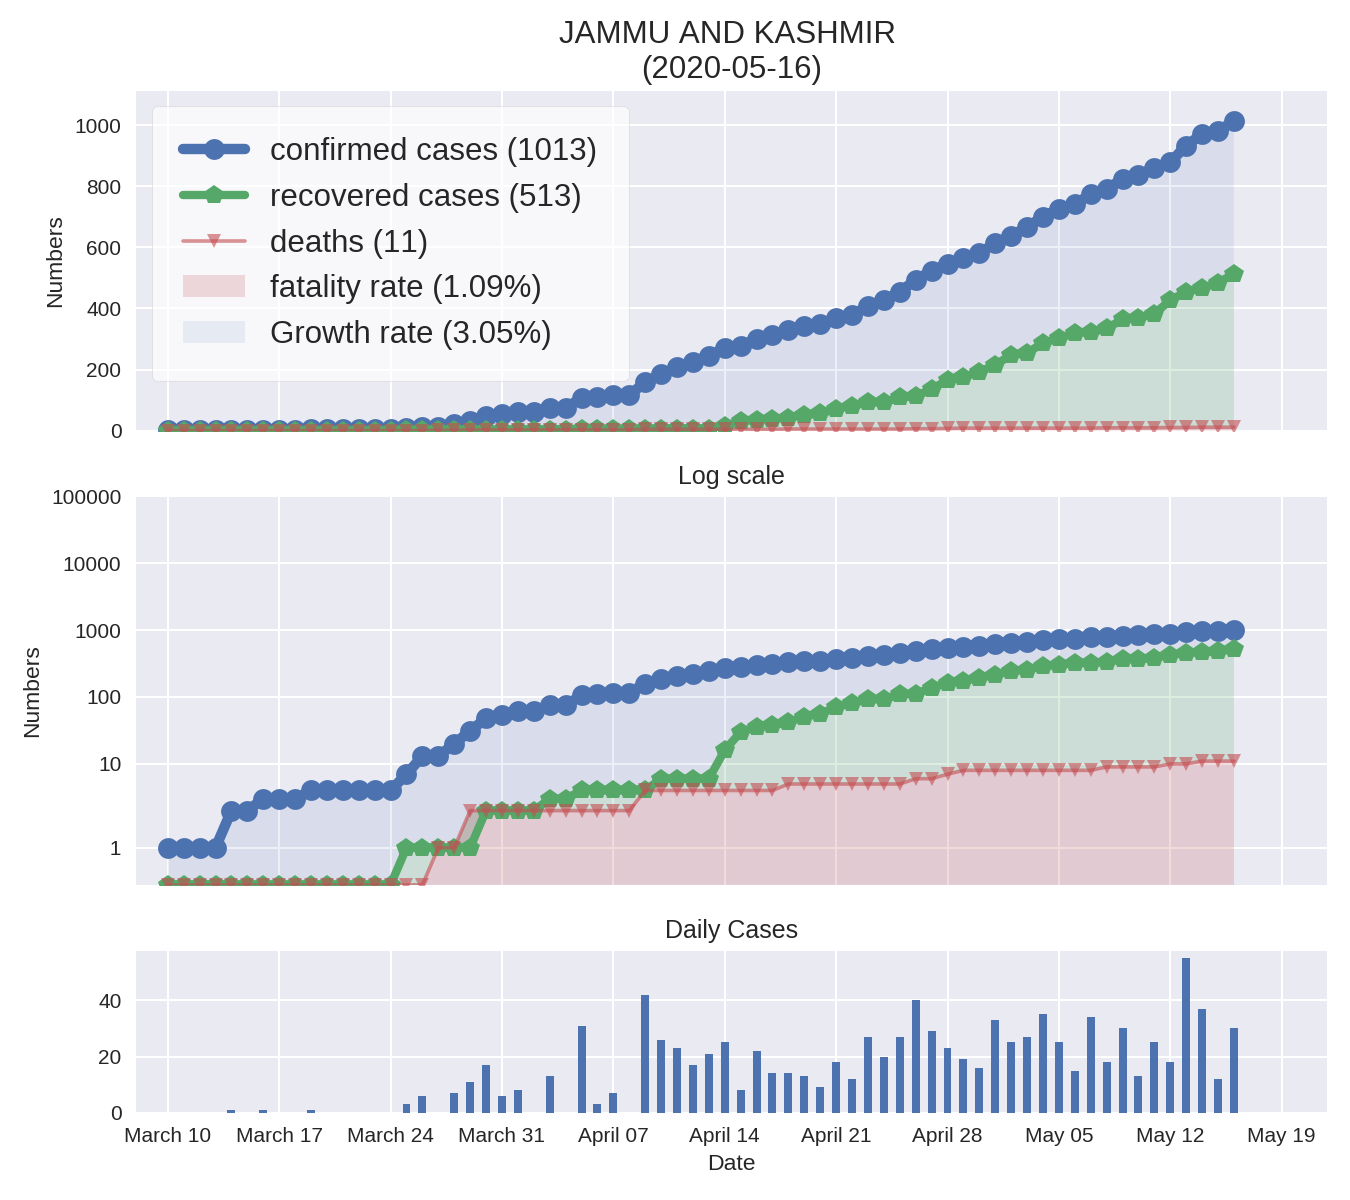 JAMMU AND KASHMIR
(2020-05-16)
1000
800
600
400
200
0
Numbers
confirmed cases (1013)
recovered cases (513)
deaths (11)
fatality rate (1.09%)
Growth rate (3.05%)
Log scale
100000
10000
1000
100
10
1
Numbers
Daily Cases
40
20
0
March 10 March 17 March 24 March 31 April 07 April 14 April 21 April 28 May 05 May 12 May 19
Date